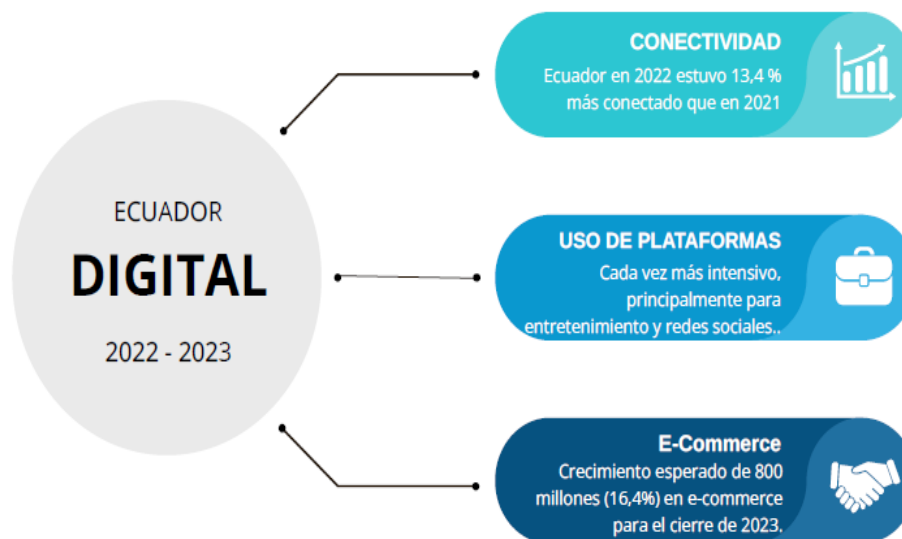 ECUADOR
DIGITAL
2022 - 2023
CONECTIVIDAD
Ecuador en 2022 estuvo 13,4 %
más conectado que en 2021
USO DE PLATAFORMAS
Cada vez más intensivo,
principalmente para
entretenimiento y redes sociales..
E-Commerce
Crecimiento esperado de 800
millones (16,4%) en e-commerce
para el cierre de 2023.